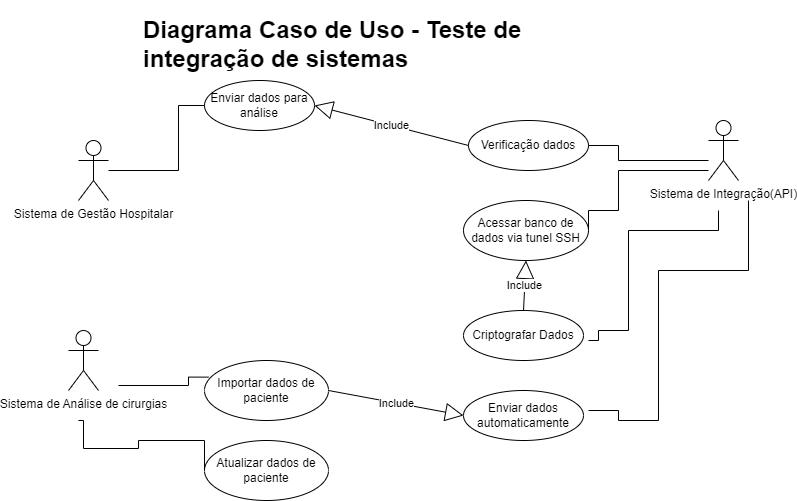 Diagrama Caso de Uso - Teste de
integração de sistemas
Enviar dados para
análise
Include
Verificação dados
Sistema de Gestão Hospitalar
Sistema de Integração(API)
Acessar banco de
dados via tunel SSH
Include
Criptografar Dados
Sistema de Análise de cirurgias
Importar dados de
paciente
Include
Enviar dados
automaticamente
Atualizar dados de
paciente